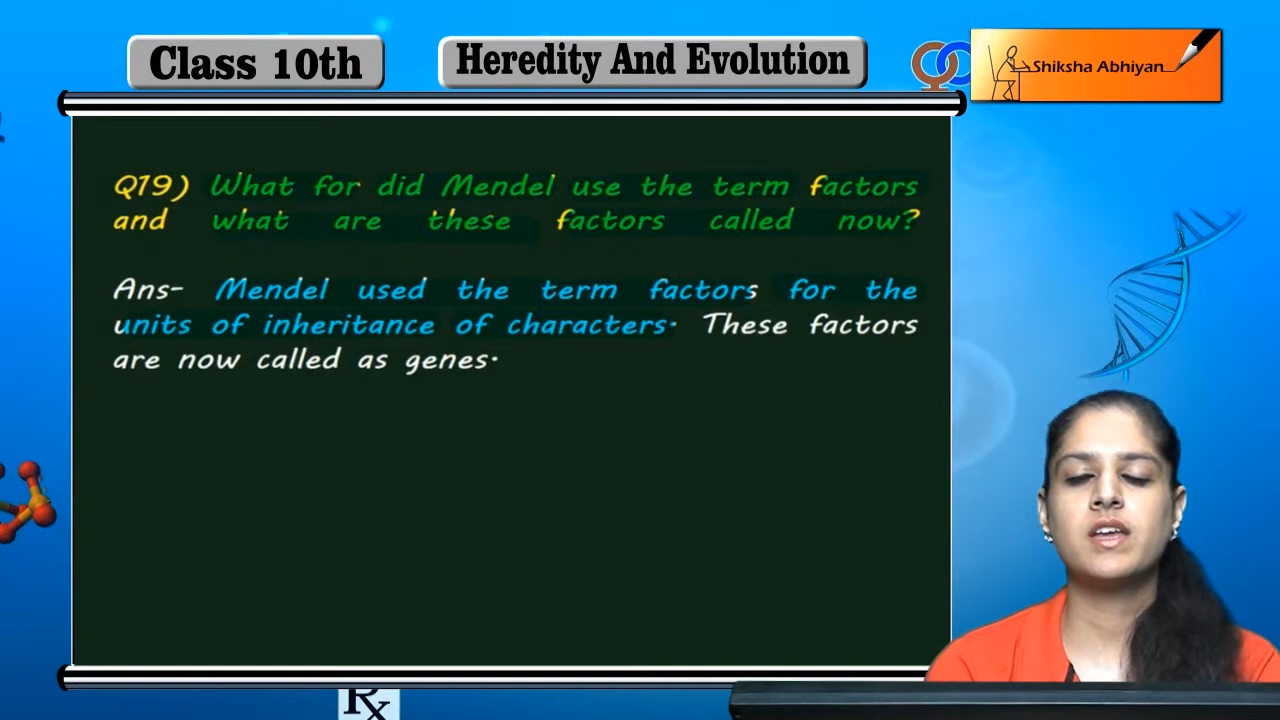 Class 10th
Heredity And Evolution
Shiksha Abhiyan
Q19) What for did Mendel use the term factors
and what are these factors called now?
Ans- Mendel used the term factors for the
units of inheritance of characters. These factors
are now called as genes.
Rx